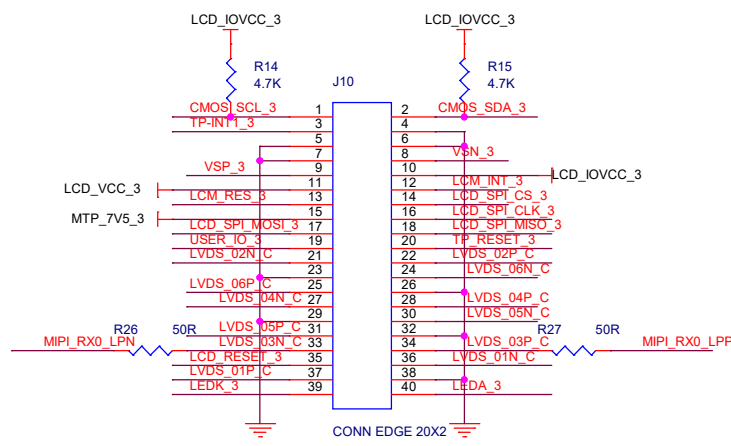 LCD_IOVCC_3 LCD_IOVCC_3
R14 R15
4.7K J10 4.7K
CMOS_SCL_3 1 2 CMOS_SDA_3
TP-INT1_3 3 4
5 6
7 8 VSN_3
VSP_3 9 10 LCD_IOVCC_3
LCD_VCC_3 11 12 LCM_INT_3
LCM_RES_3 13 14 LCD_SPI_CS_3
MTP_7V5_3 15 16 LCD_SPI_CLK_3
LCD_SPI_MOSI_3 17 18 LCD_SPI_MISO_3
USER_IO_3 19 20 TP_RESET_3
LVDS_02N_C 21 22 LVDS_02P_C
23 24 LVDS_06N_C
LVDS_06P_C 25 26
LVDS_04N_C 27 28 LVDS_04P_C
29 30 LVDS_05N_C
R26 50R LVDS_05P_C 31 32 R27 50R
MIPI_RX0_LPN LVDS_03N_C 33 34 LVDS_03P_C MIPI_RX0_LPP
LCD_RESET_3 35 36 LVDS_01N_C
LVDS_01P_C 37 38
LEDK_3 39 40 LEDA_3
CONN EDGE 20X2